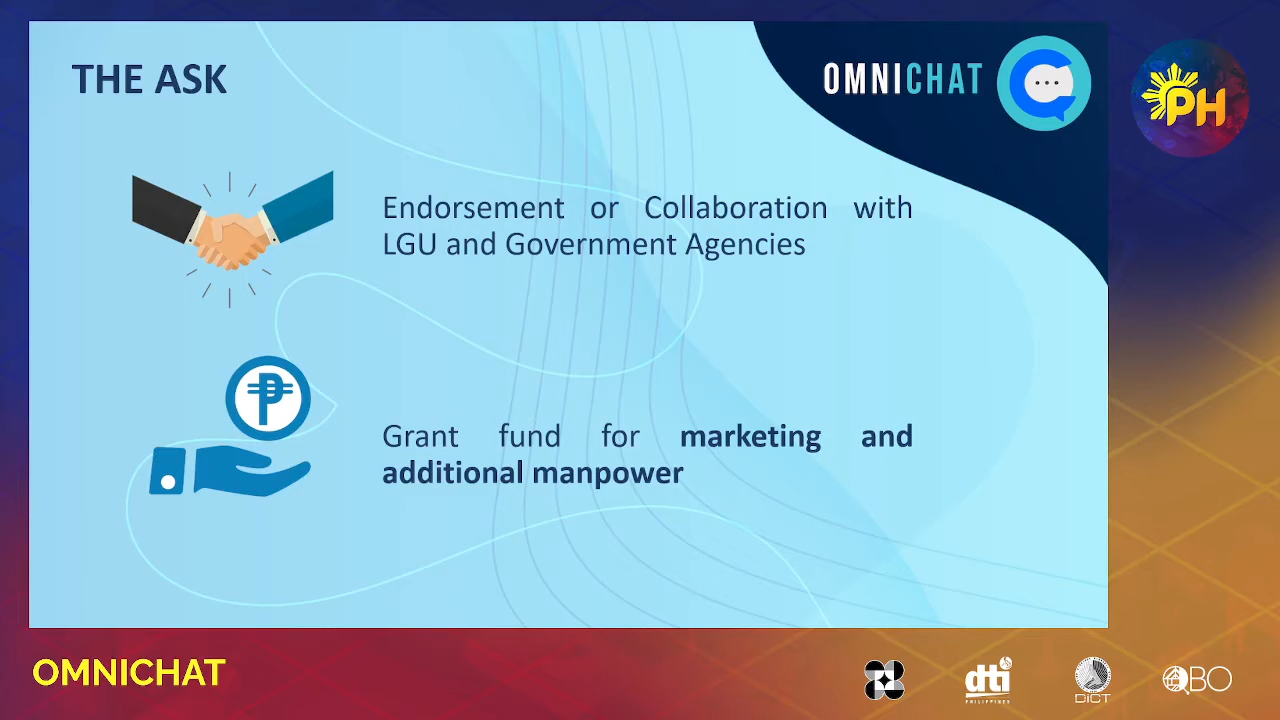 THE ASK
OMNICHAT
PH
Endorsement or Collaboration with
LGU and Government Agencies
₱
Grant fund for marketing and
additional manpower
OMNICHAT
dti
PHILIPPINES
DICT
QBO